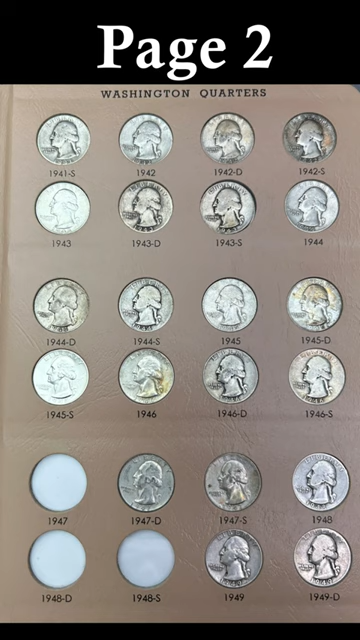 Page 2
WASHINGTON QUARTERS
1941-S 1942 1942-D 1942-S
1943 1943-D 1943-S 1944
1944-D 1944-S 1945 1945-D
1945-S 1946 1946-D 1946-S
1947 1947-D 1947-S 1948
1948-D 1948-S 1949 1949-D